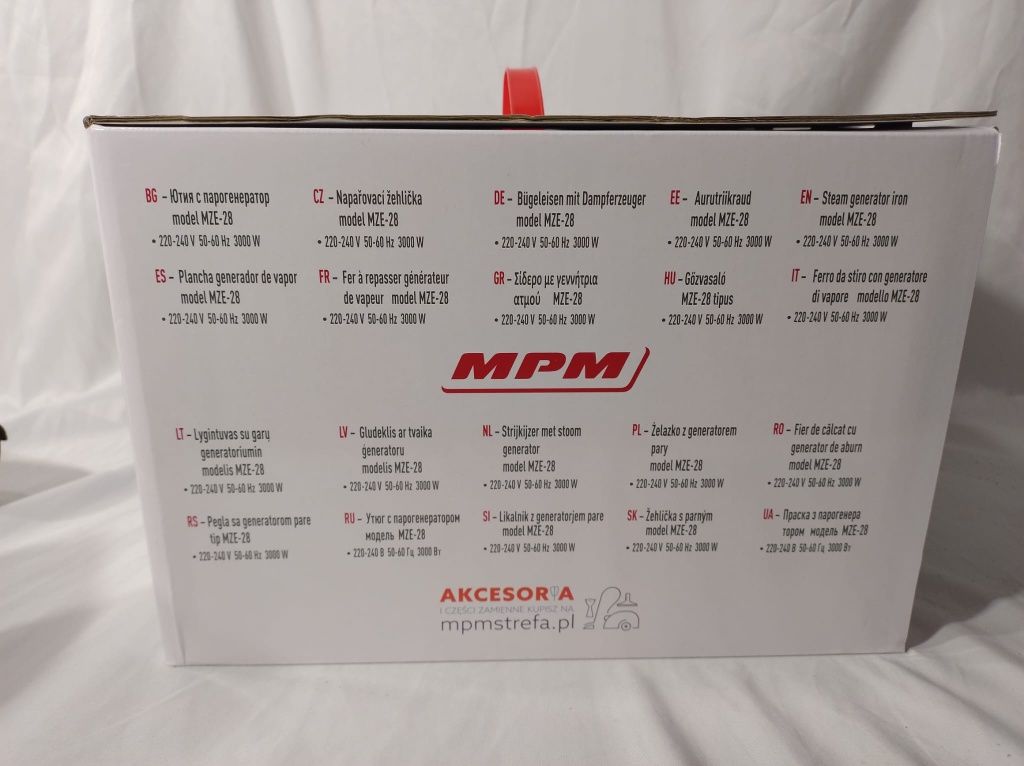 BG – Ютия с парогенератор
model MZE-28
• 220-240 V 50-60 Hz 3000 W
CZ – Napařovací žehlička
model MZE-28
• 220-240 V 50-60 Hz 3000 W
DE – Bügeleisen mit Dampferzeuger
model MZE-28
• 220-240 V 50-60 Hz 3000 W
EE – Aurutriikraud
model MZE-28
• 220-240 V 50-60 Hz 3000 W
EN – Steam generator iron
model MZE-28
• 220-240 V 50-60 Hz 3000 W
ES – Plancha generador de vapor
model MZE-28
• 220-240 V 50-60 Hz 3000 W
FR – Fer à repasser générateur
de vapeur model MZE-28
• 220-240 V 50-60 Hz 3000 W
GR – Σίδερο με γεννήτρια
ατμού MZE-28
• 220-240 V 50-60 Hz 3000 W
HU – Gőzvasaló
MZE-28 tipus
• 220-240 V 50-60 Hz 3000 W
IT – Ferro da stiro con generatore
di vapore modello MZE-28
• 220-240 V 50-60 Hz 3000 W
MPM
LT – Lygintuvas su garų
generatoriumin
modelis MZE-28
• 220-240 V 50-60 Hz 3000 W
LV – Gludeklis ar tvaika
ģeneratoru
modelis MZE-28
• 220-240 V 50-60 Hz 3000 W
NL – Strijkijzer met stoom
generator
model MZE-28
• 220-240 V 50-60 Hz 3000 W
PL – Żelazko z generatorem
pary
model MZE-28
• 220-240 V 50-60 Hz 3000 W
RO – Fier de călcat cu
generator de aburn
model MZE-28
• 220-240 V 50-60 Hz 3000 W
RS – Pegla sa generatorom pare
tip MZE-28
• 220-240 V 50-60 Hz 3000 W
RU – Утюг с парогенератором
модель MZE-28
• 220-240 В 50-60 Гц 3000 Вт
SI – Likalnik z generatorjem pare
model MZE-28
• 220-240 V 50-60 Hz 3000 W
SK – Žehlička s parným
model MZE-28
• 220-240 V 50-60 Hz 3000 W
UA – Праска з парогенера
тором модель MZE-28
• 220-240 В 50-60 Гц 3000 Вт
AKCESORIA
I CZĘŚCI ZAMIENNE KUPISZ NA
mpmstrefa.pl